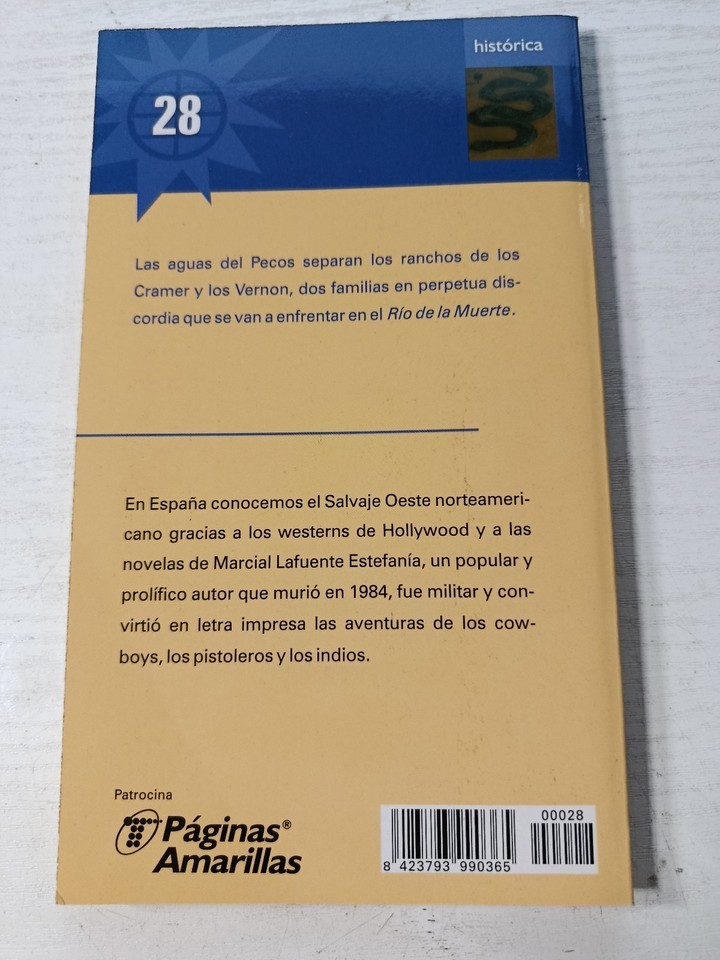 histórica
28
Las aguas del Pecos separan los ranchos de los
Cramer y los Vernon, dos familias en perpetua dis-
cordia que se van a enfrentar en el Río de la Muerte.
En España conocemos el Salvaje Oeste norteameri-
cano gracias a los westerns de Hollywood y a las
novelas de Marcial Lafuente Estefanía, un popular y
prolífico autor que murió en 1984, fue militar y con-
virtió en letra impresa las aventuras de los cow-
boys, los pistoleros y los indios.
Patrocina
Páginas®
Amarillas
00028
8 423793 990365